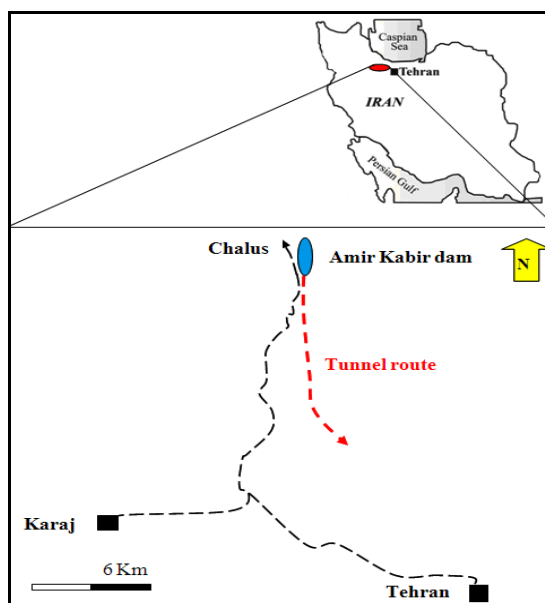 Caspian
Sea
Tehran
IRAN
Persian Gulf
Chalus
Amir Kabir dam
N
Tunnel route
Karaj
6 Km
Tehran